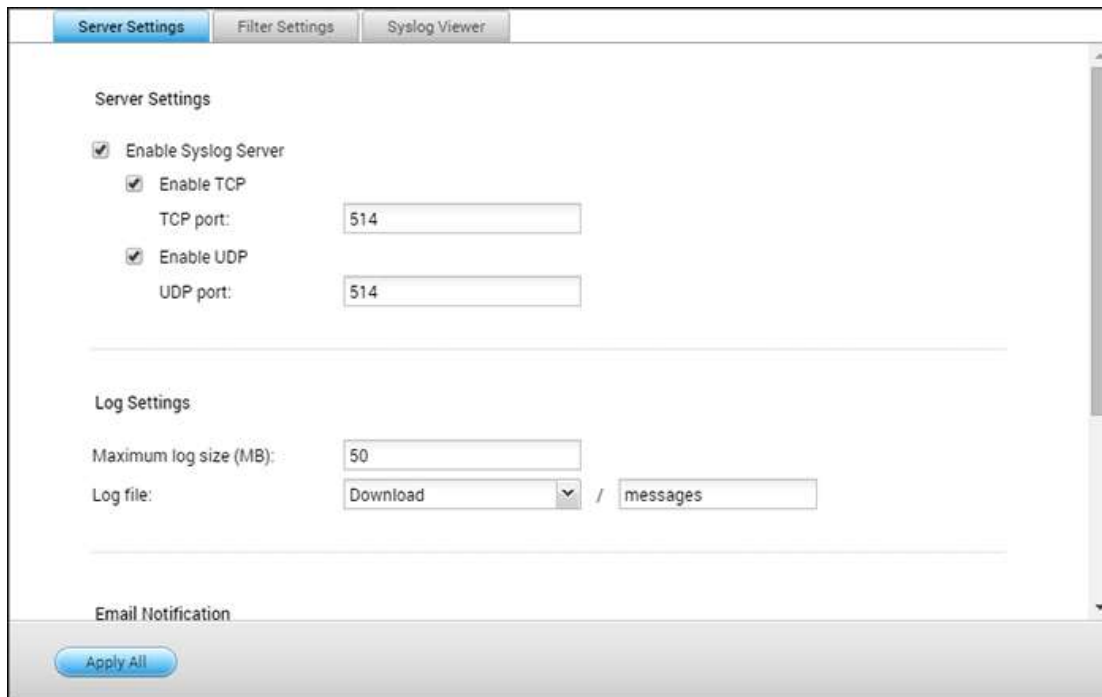 Server Settings Filter Settings Syslog Viewer
Server Settings
Enable Syslog Server
Enable TCP
TCP port: 514
Enable UDP
UDP port: 514
Log Settings
Maximum log size (MB): 50
Log file: Download / messages
Email Notification
Apply All